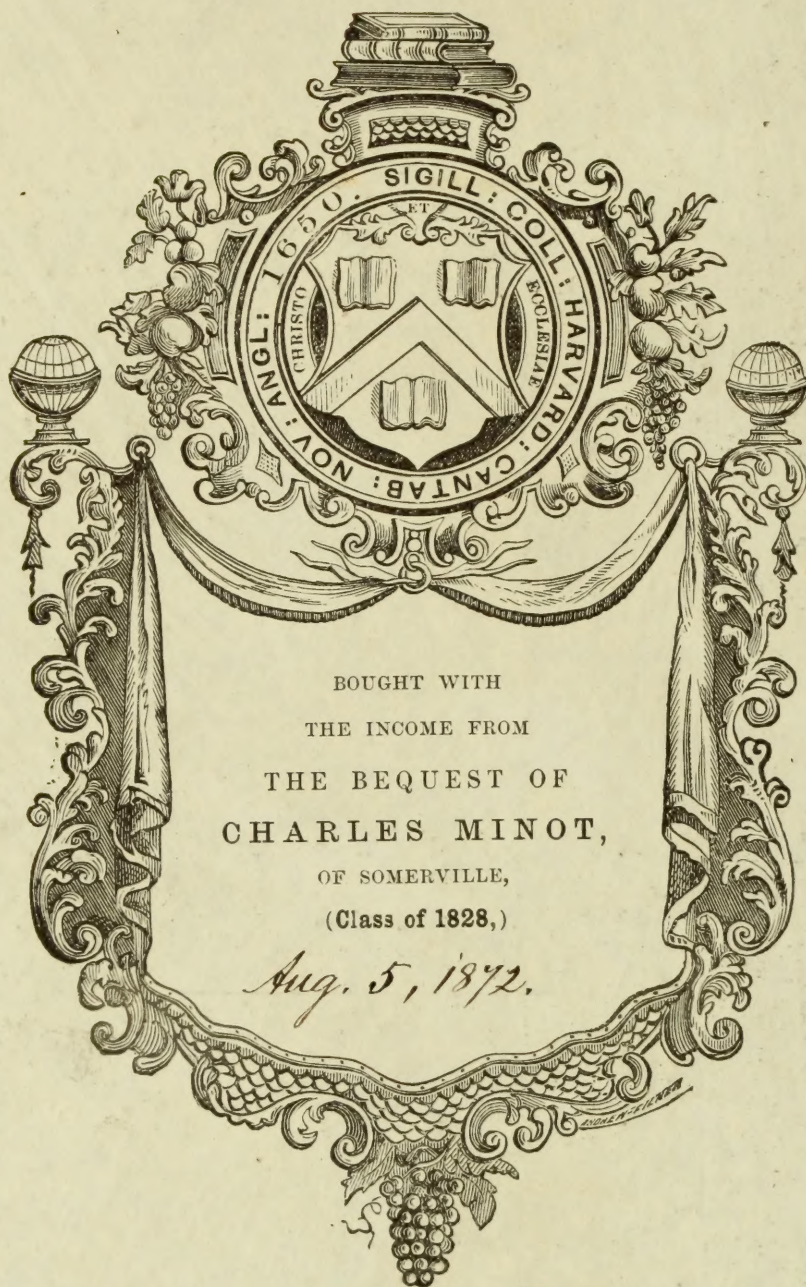 SIGILL: COLL: HARVARD: CANTAB: NOV: ANGL: 1650.
ET
CHRISTO
ECCLESIAE
BOUGHT WITH
THE INCOME FROM
THE BEQUEST OF
CHARLES MINOT,
OF SOMERVILLE,
(Class of 1828,)
Aug. 5, 1872.